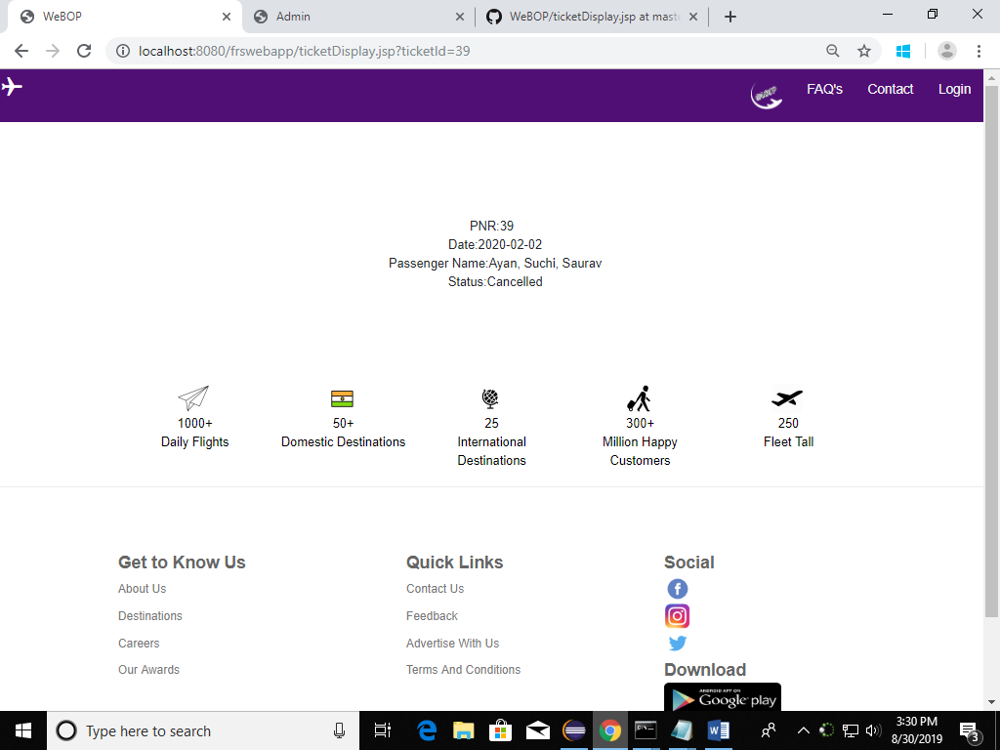 WeBOP
Admin
WeBOP/ticketDisplay.jsp at mast
localhost:8080/frswebapp/ticketDisplay.jsp?ticketId=39
FAQ's
Contact
Login
PNR:39
Date:2020-02-02
Passenger Name:Ayan, Suchi, Saurav
Status:Cancelled
1000+
Daily Flights
50+
Domestic Destinations
25
International
Destinations
300+
Million Happy
Customers
250
Fleet Tall
Get to Know Us
About Us
Destinations
Careers
Our Awards
Quick Links
Contact Us
Feedback
Advertise With Us
Terms And Conditions
Social
Download
ANDROID APP ON
Google play
Type here to search
3:30 PM
8/30/2019
3